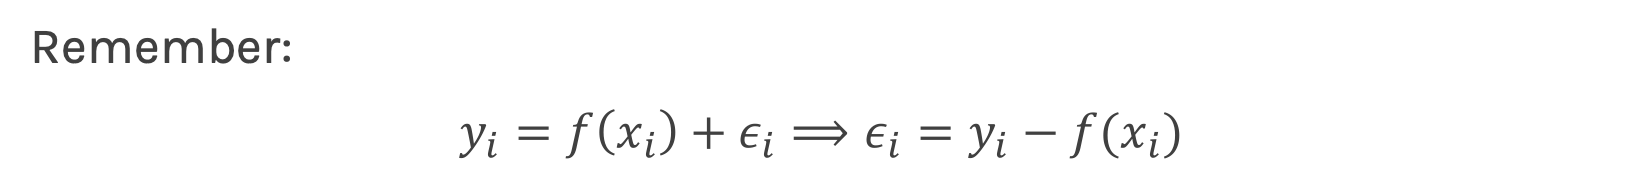 Remember:
yᵢ = f(xᵢ) + ϵᵢ ⟹ ϵᵢ = yᵢ − f(xᵢ)